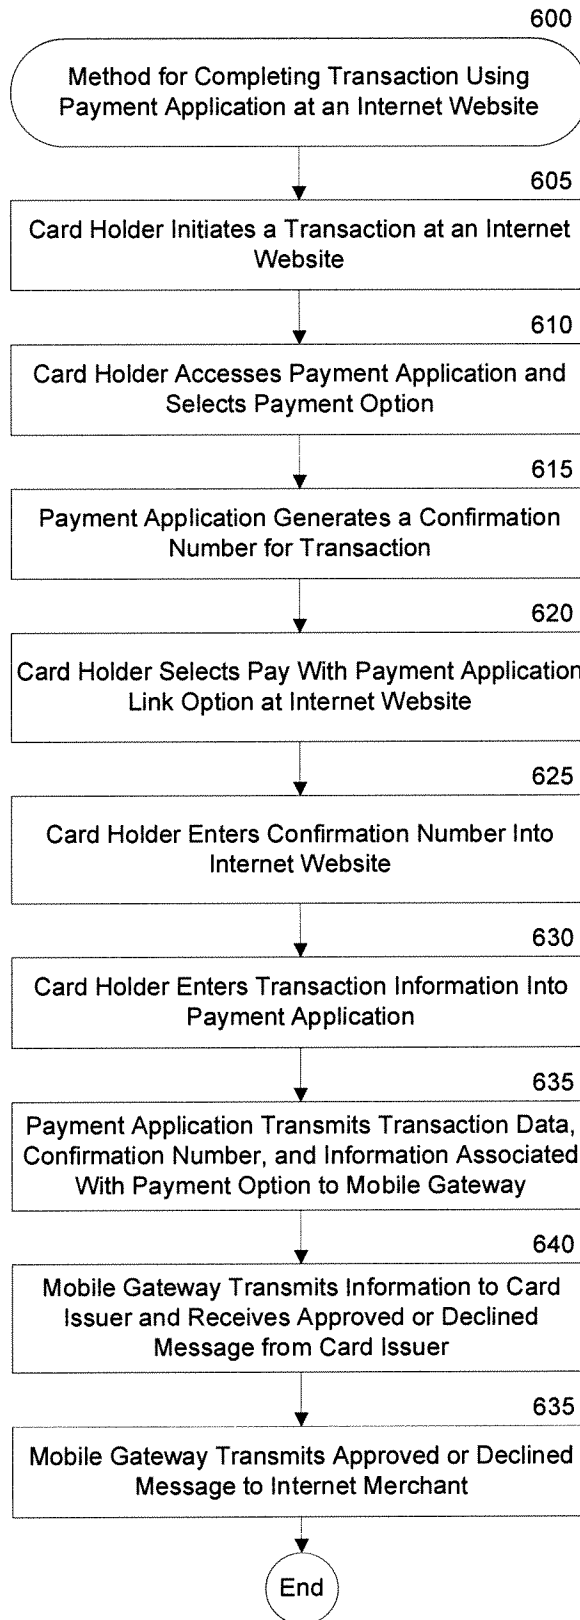 600
Method for Completing Transaction Using
Payment Application at an Internet Website
605
Card Holder Initiates a Transaction at an Internet
Website
610
Card Holder Accesses Payment Application and
Selects Payment Option
615
Payment Application Generates a Confirmation
Number for Transaction
620
Card Holder Selects Pay With Payment Application
Link Option at Internet Website
625
Card Holder Enters Confirmation Number Into
Internet Website
630
Card Holder Enters Transaction Information Into
Payment Application
635
Payment Application Transmits Transaction Data,
Confirmation Number, and Information Associated
With Payment Option to Mobile Gateway
640
Mobile Gateway Transmits Information to Card
Issuer and Receives Approved or Declined
Message from Card Issuer
635
Mobile Gateway Transmits Approved or Declined
Message to Internet Merchant
End